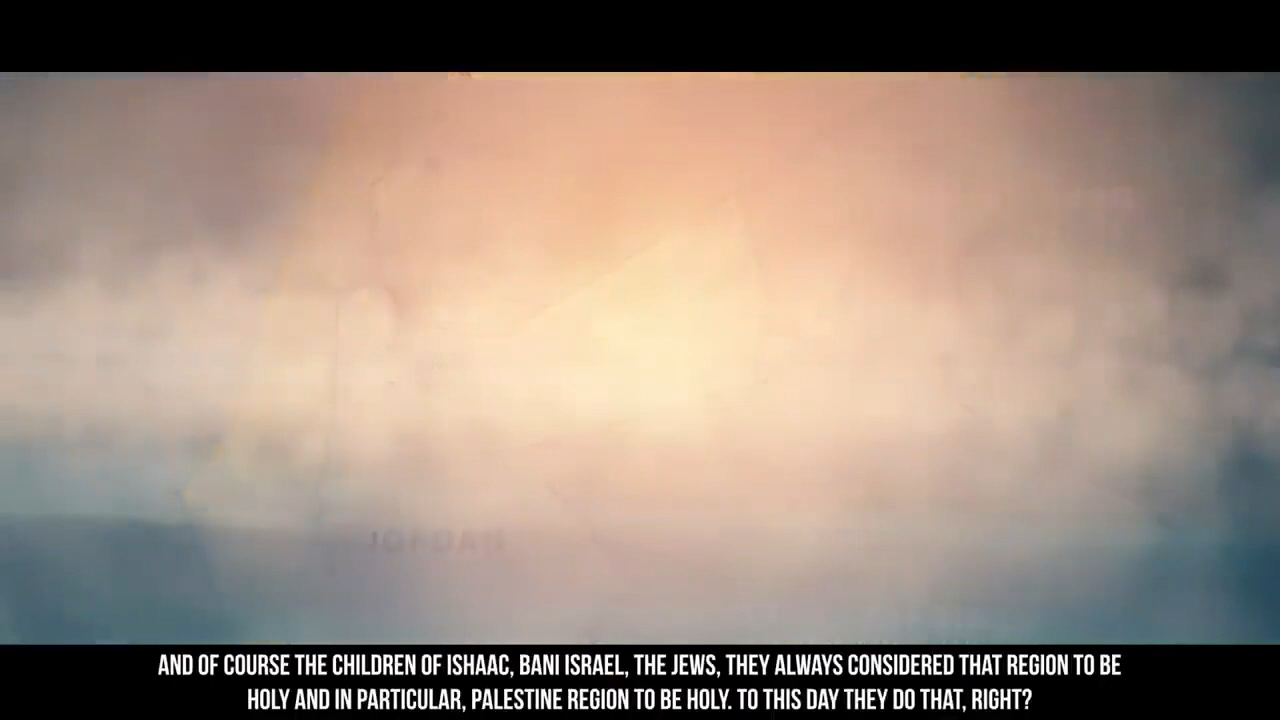 JORDAN
AND OF COURSE THE CHILDREN OF ISHAAC, BANI ISRAEL, THE JEWS, THEY ALWAYS CONSIDERED THAT REGION TO BE
HOLY AND IN PARTICULAR, PALESTINE REGION TO BE HOLY. TO THIS DAY THEY DO THAT, RIGHT?